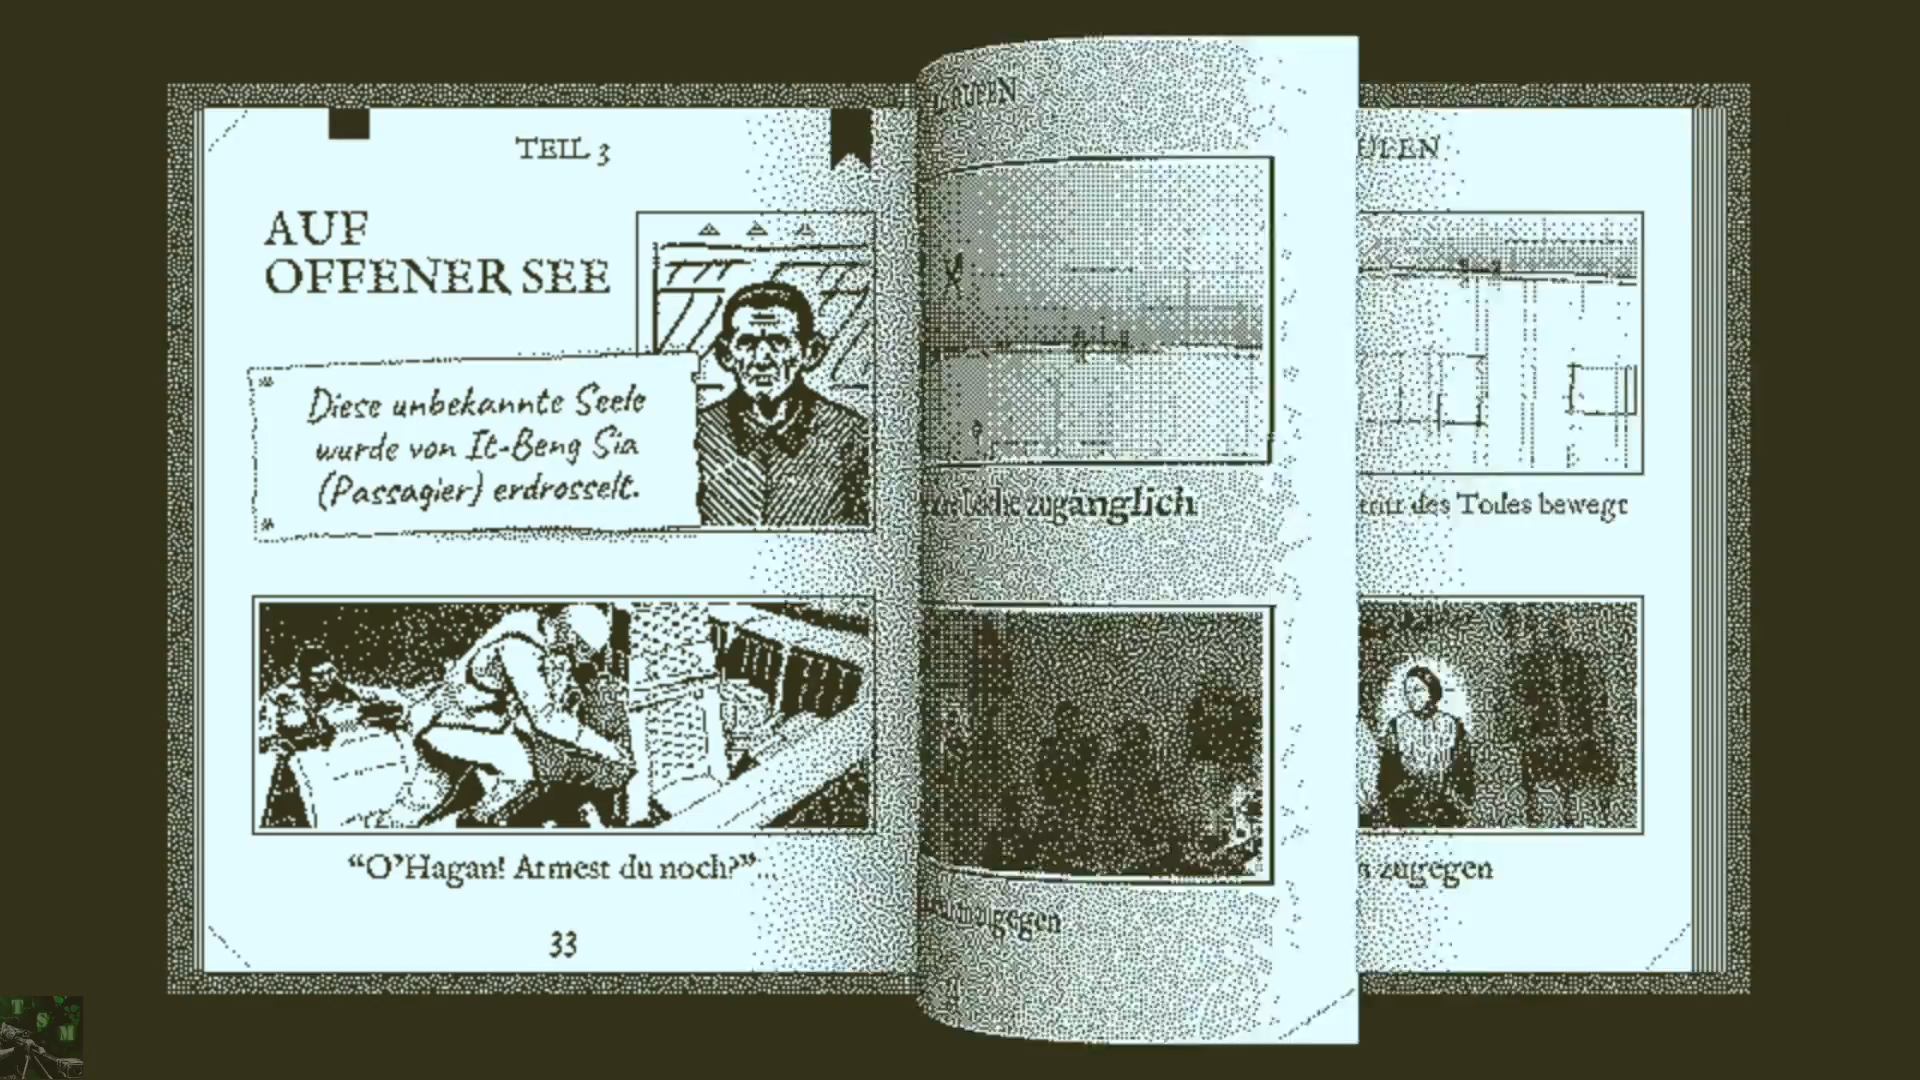 TEIL 3
AUF
OFFENER SEE
Diese unbekannte Seele
wurde von It-Beng Sia
(Passagier) erdrosselt.
“O’Hagan! Atmest du noch?”...
33
zugänglich
des Todes bewegt
zugegen
T
S
M